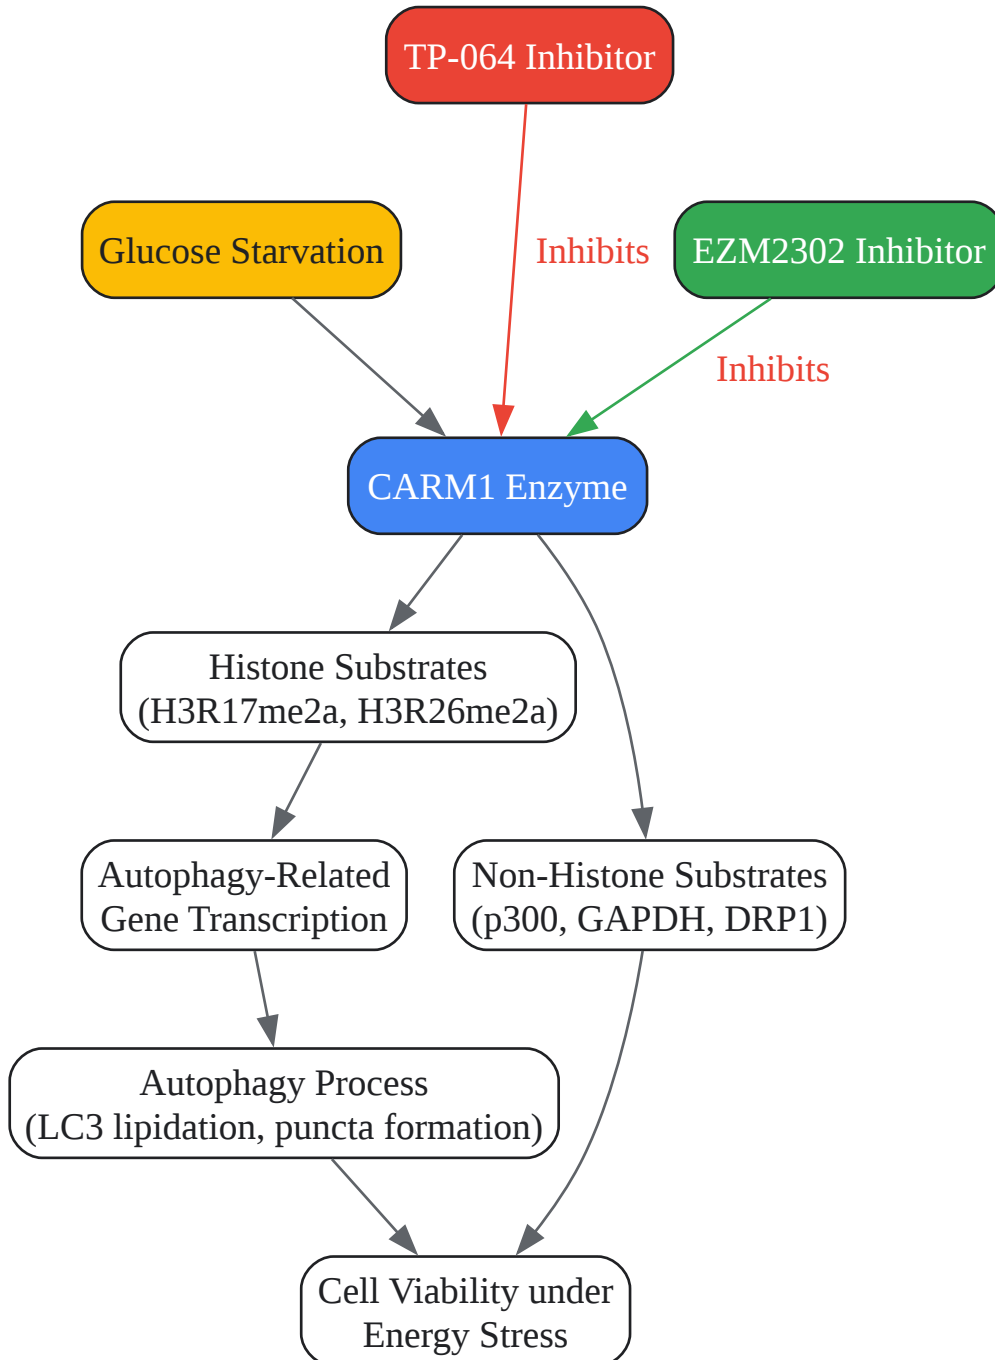 TP-064 Inhibitor
Glucose Starvation
Inhibits
EZM2302 Inhibitor
Inhibits
CARM1 Enzyme
Histone Substrates
(H3R17me2a, H3R26me2a)
Autophagy-Related
Gene Transcription
Non-Histone Substrates
(p300, GAPDH, DRP1)
Autophagy Process
(LC3 lipidation, puncta formation)
Cell Viability under
Energy Stress